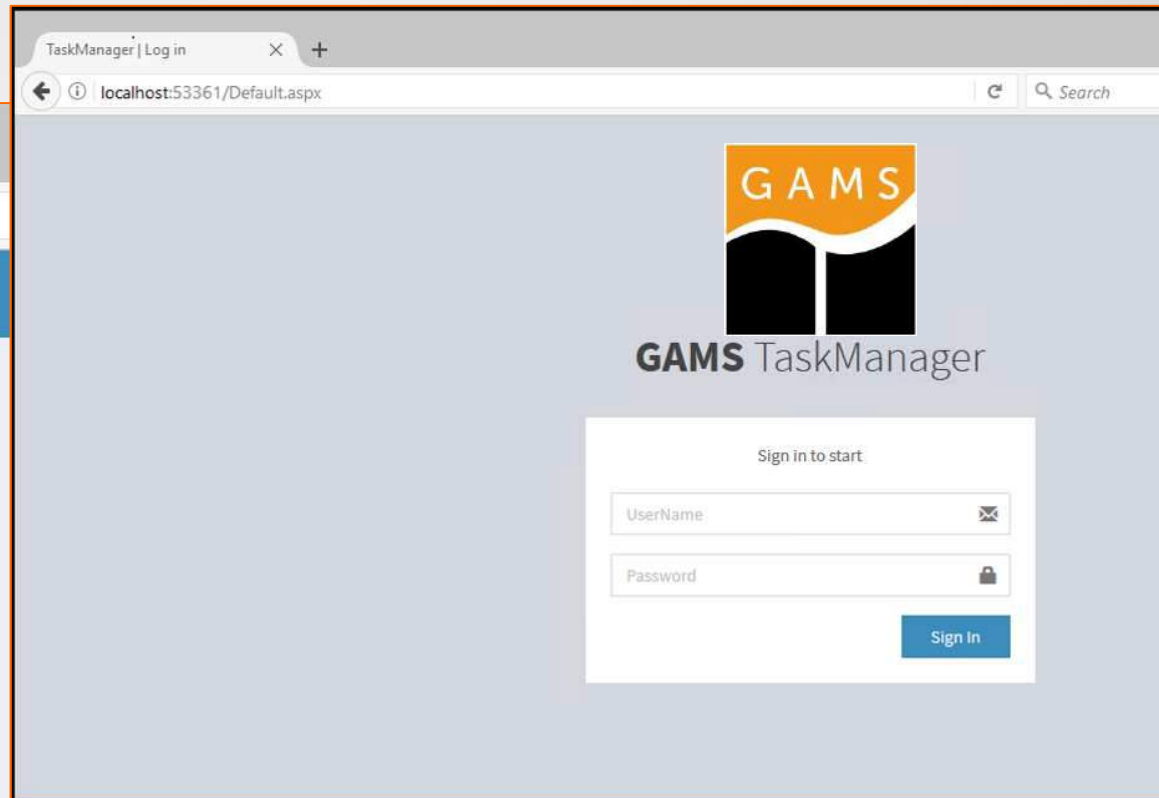 TaskManager | Log in
localhost:53361/Default.aspx
Search
GAMS
GAMS TaskManager
Sign in to start
UserName
Password
Sign In